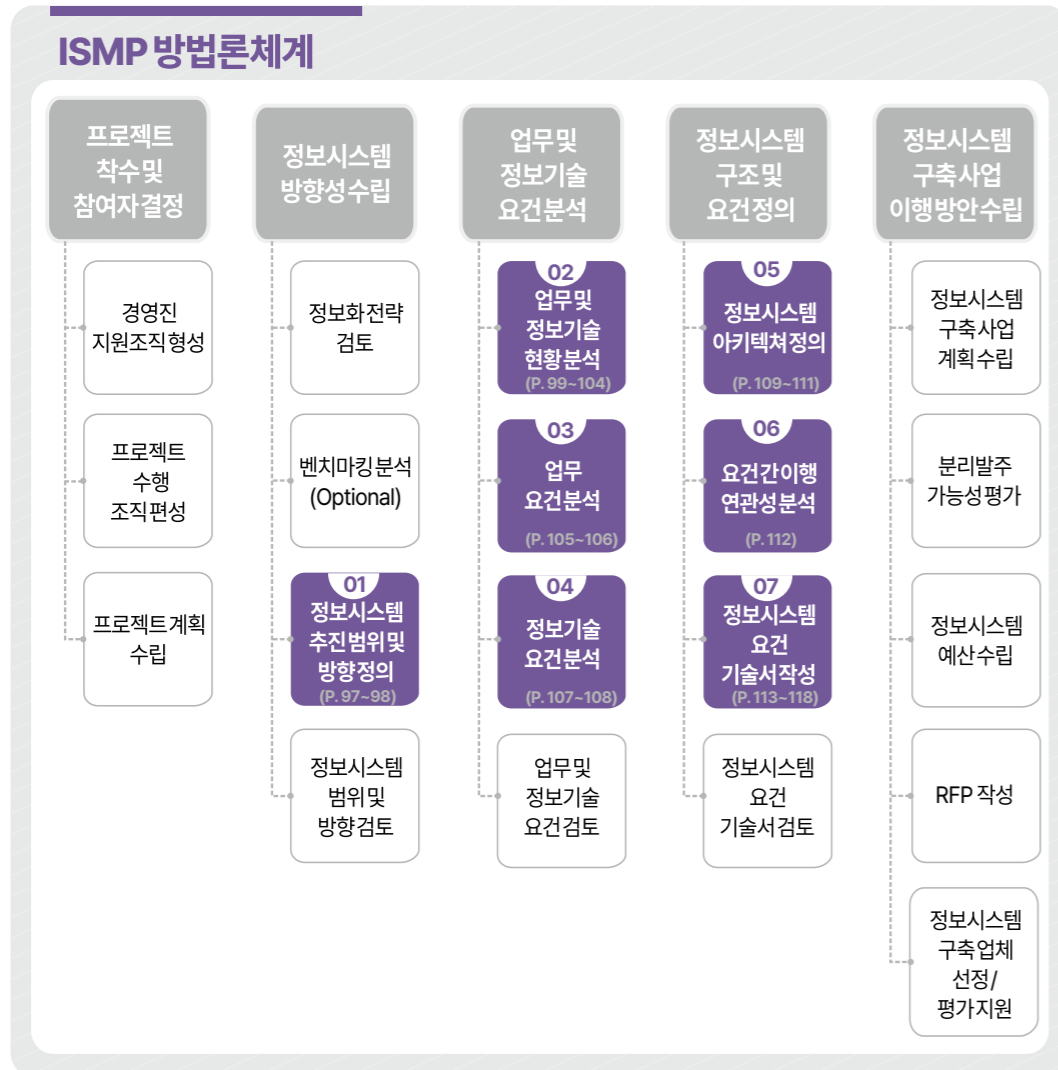 ISMP 방법론체계
프로젝트
착수및
참여자결정
경영진
지원조직형성
프로젝트
수행
조직편성
프로젝트계획
수립
정보시스템
방향성수립
정보화전략
검토
벤치마킹분석
(Optional)
01
정보시스템
추진범위및
방향정의
(P. 97~98)
정보시스템
범위및
방향검토
업무및
정보기술
요건분석
02
업무및
정보기술
현황분석
(P. 99~104)
03
업무
요건분석
(P. 105~106)
04
정보기술
요건분석
(P. 107~108)
업무및
정보기술
요건검토
정보시스템
구조및
요건정의
05
정보시스템
아키텍쳐정의
(P. 109~111)
06
요건간이행
연관성분석
(P. 112)
07
정보시스템
요건
기술서작성
(P. 113~118)
정보시스템
요건
기술서검토
정보시스템
구축사업
이행방안수립
정보시스템
구축사업
계획수립
분리발주
가능성평가
정보시스템
예산수립
RFP 작성
정보시스템
구축업체
선정/
평가지원